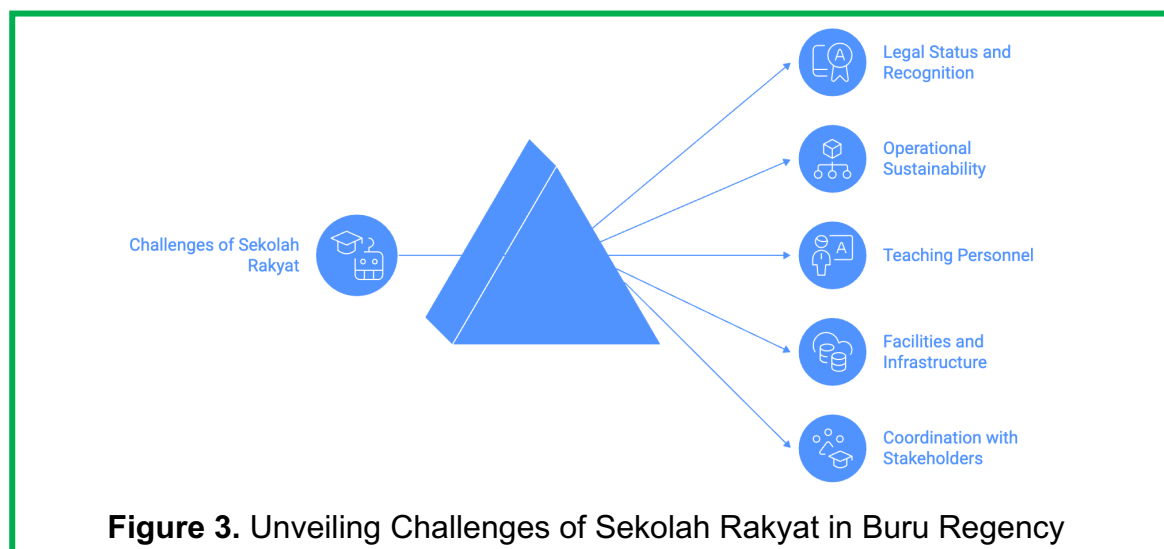 Challenges of Sekolah
Rakyat
Legal Status and
Recognition
A
Operational
Sustainability
Teaching Personnel
A
Facilities and
Infrastructure
Coordination with
Stakeholders
Figure 3. Unveiling Challenges of Sekolah Rakyat in Buru Regency